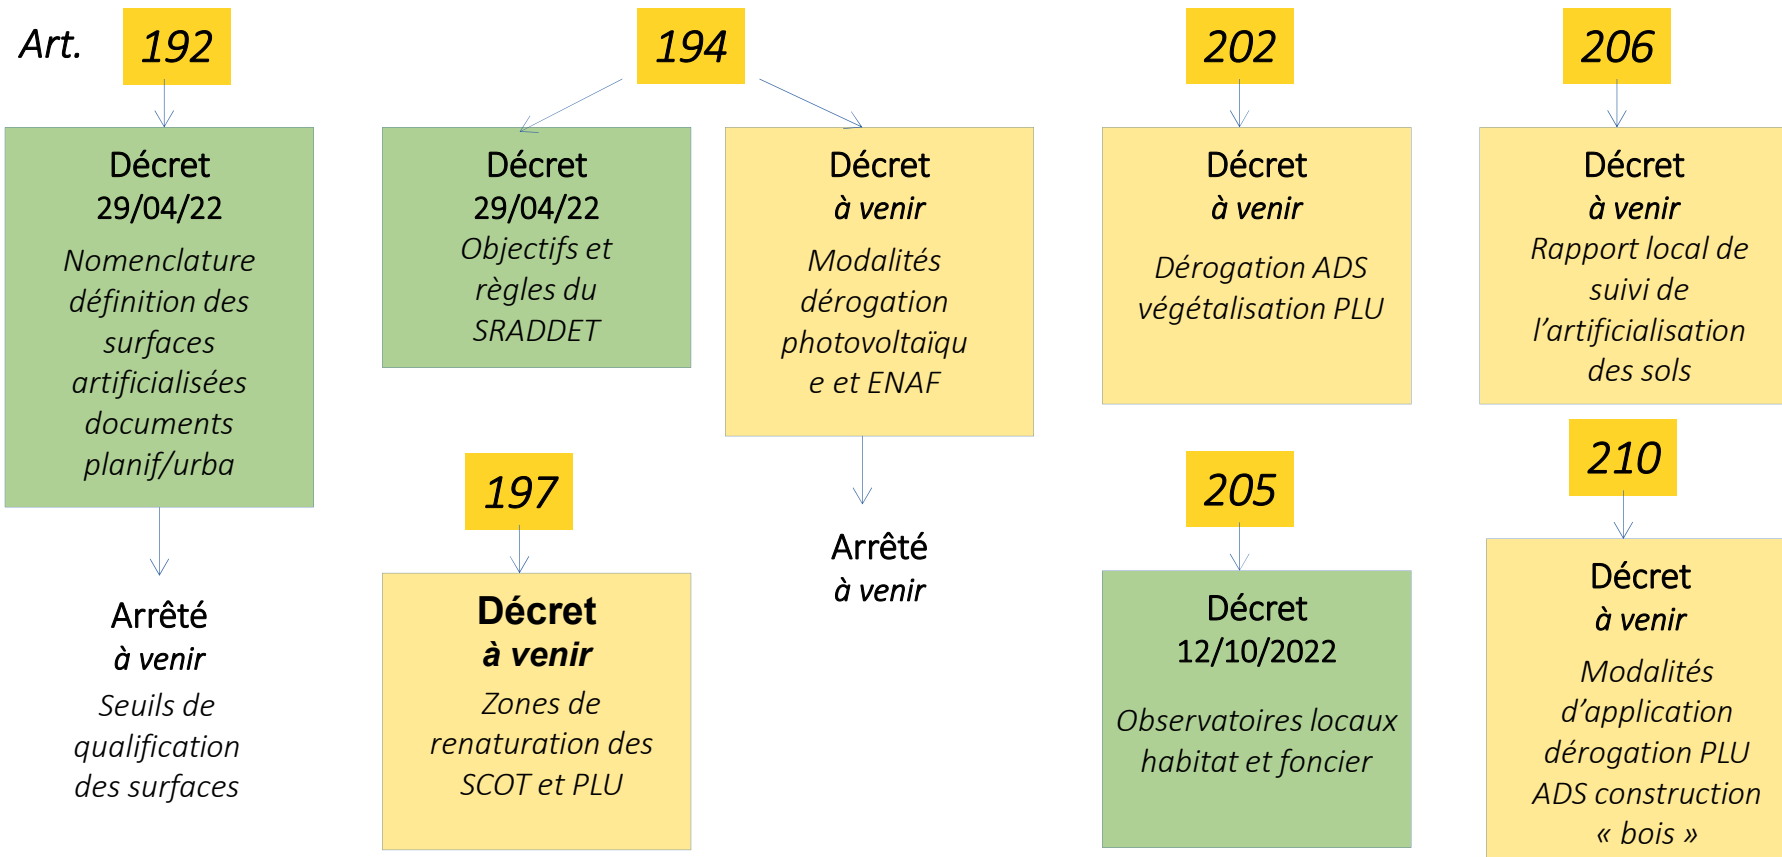 Art.
192
Décret
29/04/22
Nomenclature
définition des
surfaces
artificialisées
documents
planif/urba
Arrêté
à venir
Seuils de
qualification
des surfaces
194
Décret
29/04/22
Objectifs et
règles du
SRADDET
Décret
à venir
Modalités
dérogation
photovoltaïqu
e et ENAF
Arrêté
à venir
197
Décret
à venir
Zones de
renaturation des
SCOT et PLU
202
Décret
à venir
Dérogation ADS
végétalisation PLU
205
Décret
12/10/2022
Observatoires locaux
habitat et foncier
206
Décret
à venir
Rapport local de
suivi de
l’artificialisation
des sols
210
Décret
à venir
Modalités
d’application
dérogation PLU
ADS construction
« bois »